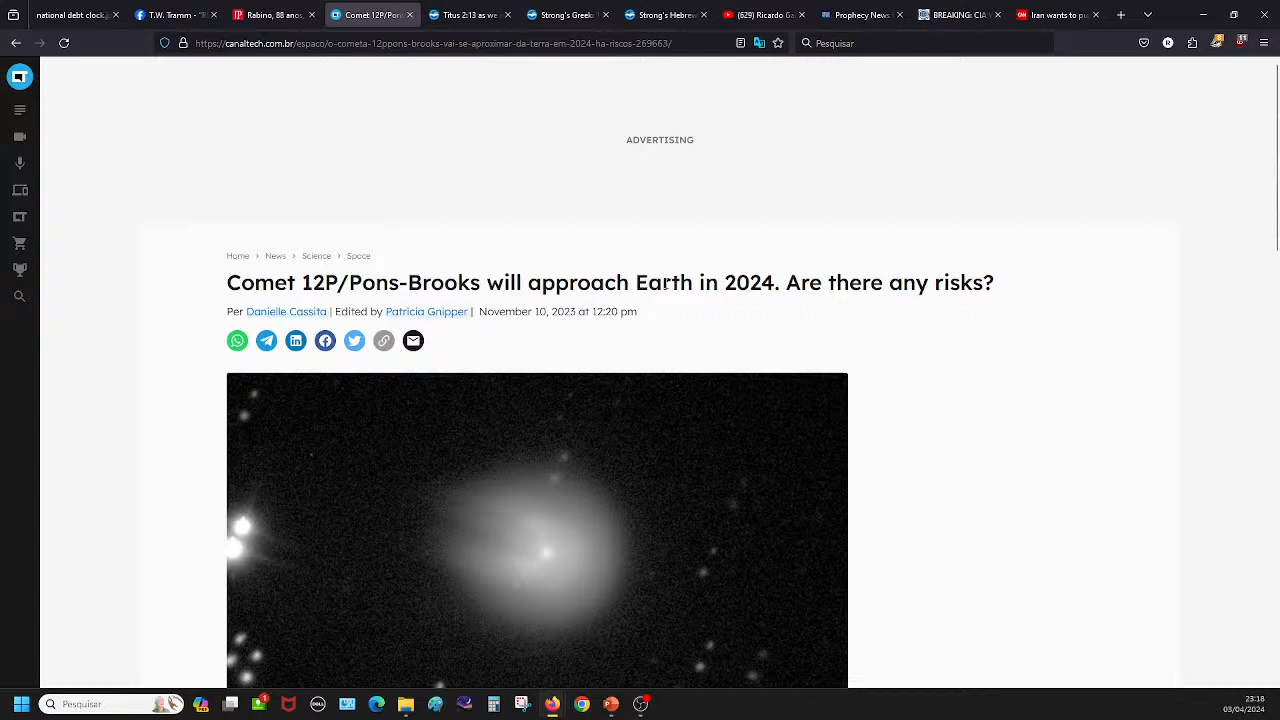 national debt clock.j
T.W. Tramm - "R
Rabino, 88 anos,
Comet 12P/Pons
Titus 2:13 as we w
Strong's Greek: 1
Strong's Hebrew
(629) Ricardo Ga
Prophecy News
BREAKING: CIA V
Iran wants to pu
https://canaltech.com.br/espaco/o-cometa-12ppons-brooks-vai-se-aproximar-da-terra-em-2024-ha-riscos-269663/
Pesquisar
ADVERTISING
Home > News > Science > Space
Comet 12P/Pons-Brooks will approach Earth in 2024. Are there any risks?
Per Danielle Cassita | Edited by Patricia Gnipper | November 10, 2023 at 12:20 pm
Pesquisar
23:18
03/04/2024